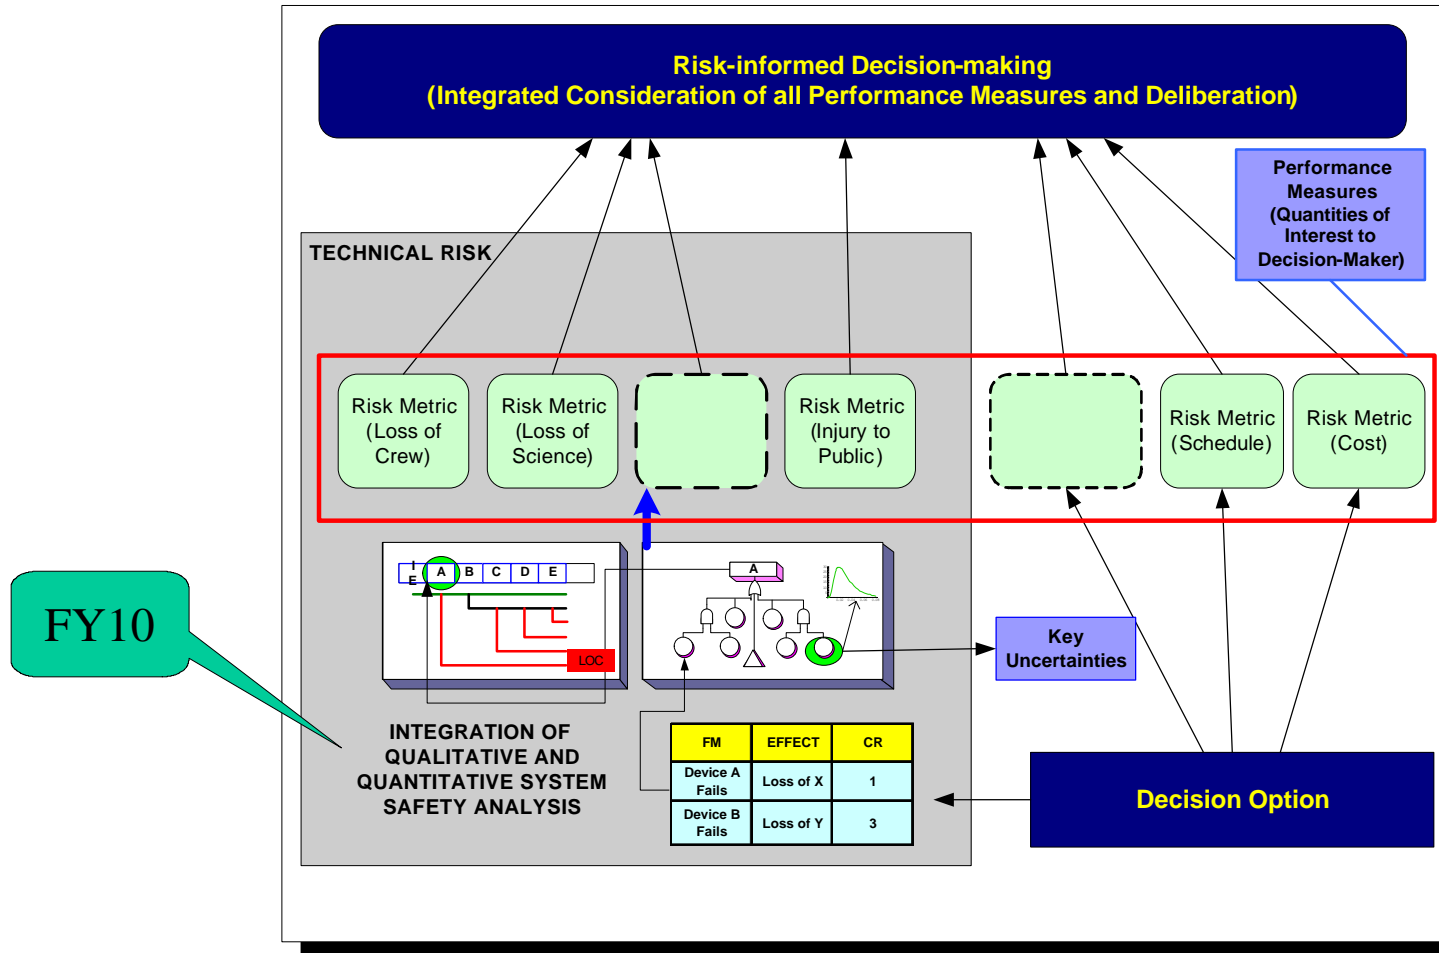 Risk-informed Decision-making
(Integrated Consideration of all Performance Measures and Deliberation)
Performance
Measures
(Quantities of
Interest to
Decision-Maker)
TECHNICAL RISK
Risk Metric
(Loss of
Crew)
Risk Metric
(Loss of
Science)
Risk Metric
(Injury to
Public)
Risk Metric
(Schedule)
Risk Metric
(Cost)
I
E
A
B
C
D
E
LOC
A
FY10
Key
Uncertainties
INTEGRATION OF
QUALITATIVE AND
QUANTITATIVE SYSTEM
SAFETY ANALYSIS
FM
EFFECT
CR
Device A
Fails
Loss of X
1
Device B
Fails
Loss of Y
3
Decision Option